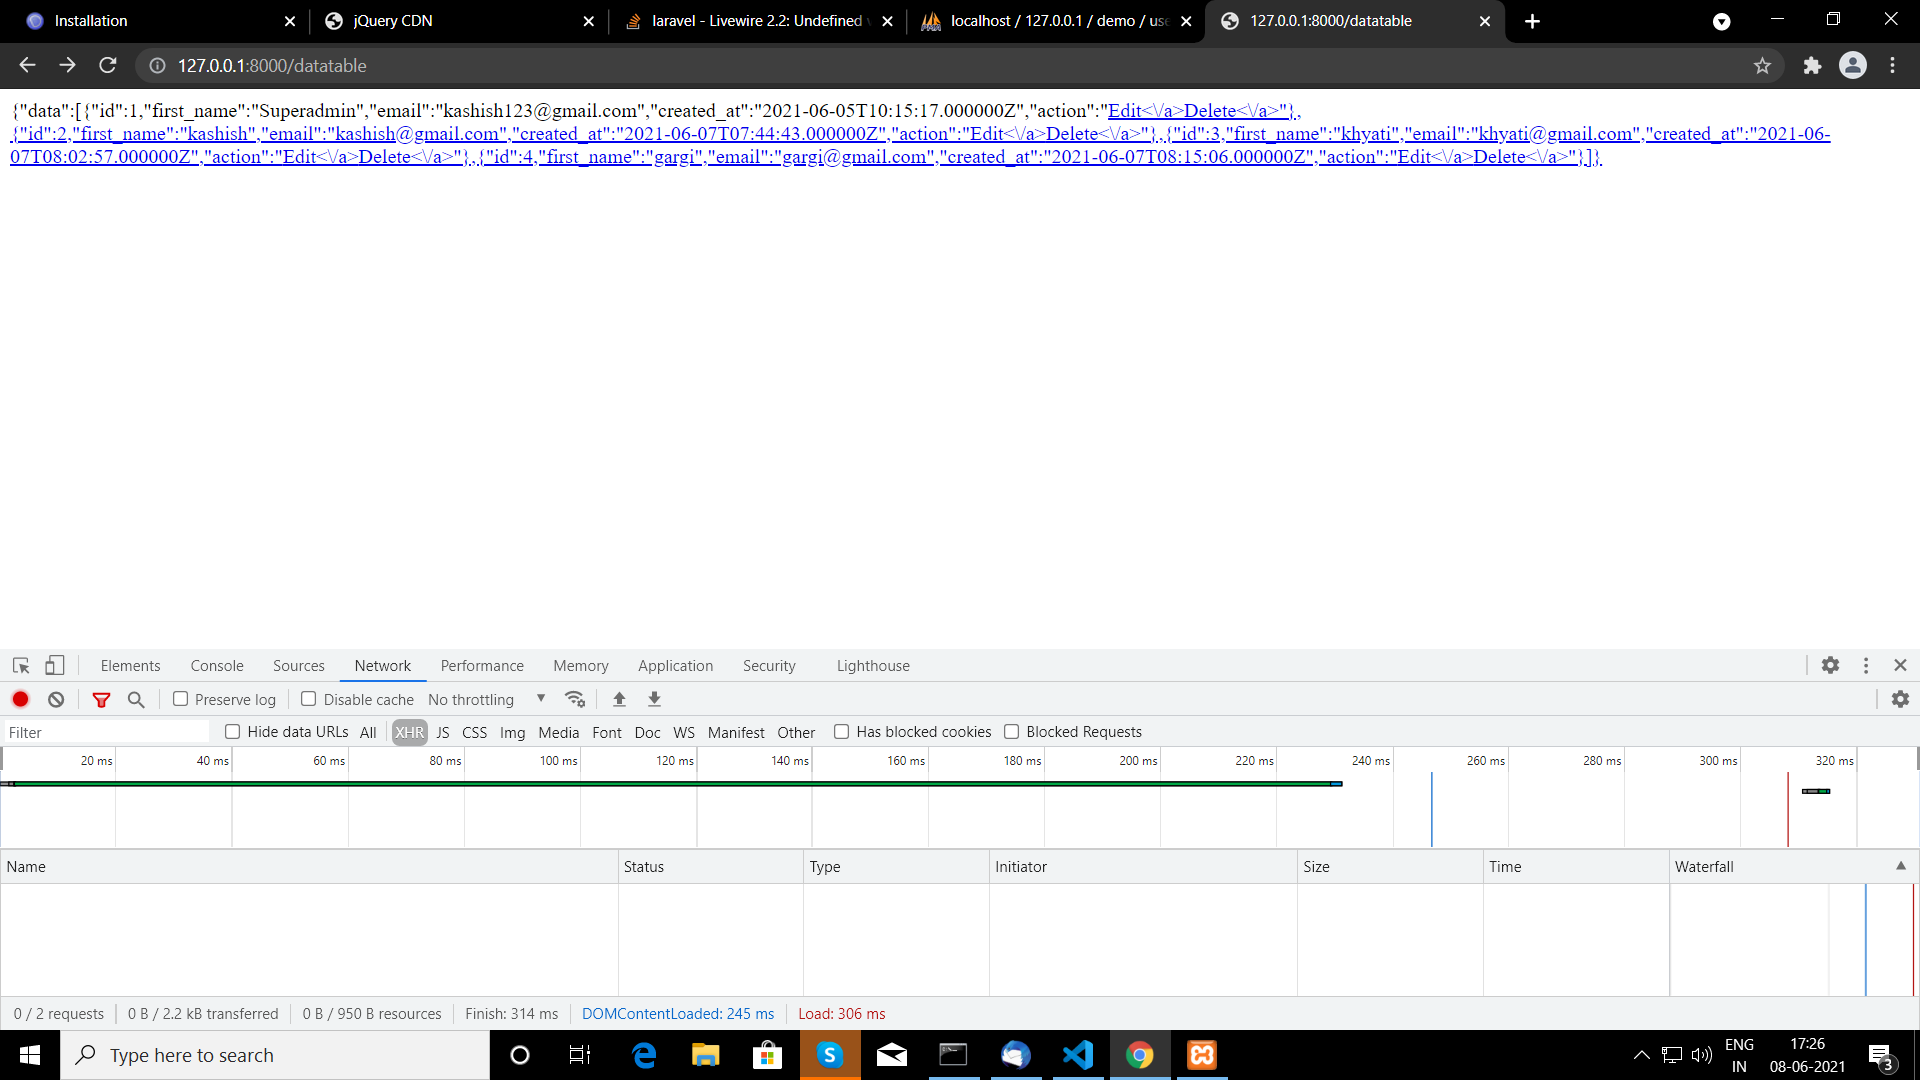 Installation
jQuery CDN
laravel - Livewire 2.2: Undefined v
localhost / 127.0.0.1 / demo / use
127.0.0.1:8000/datatable
127.0.0.1:8000/datatable
{"data":[{"id":1,"first_name":"Superadmin","email":"kashish123@gmail.com","created_at":"2021-06-05T10:15:17.000000Z","action":"Edit<\/a>Delete<\/a>"},
{"id":2,"first_name":"kashish","email":"kashish@gmail.com","created_at":"2021-06-07T07:44:43.000000Z","action":"Edit<\/a>Delete<\/a>"},{"id":3,"first_name":"khyati","email":"khyati@gmail.com","created_at":"2021-06-
07T08:02:57.000000Z","action":"Edit<\/a>Delete<\/a>"},{"id":4,"first_name":"gargi","email":"gargi@gmail.com","created_at":"2021-06-07T08:15:06.000000Z","action":"Edit<\/a>Delete<\/a>"}]}
Elements Console Sources Network Performance Memory Application Security Lighthouse
Preserve log Disable cache No throttling
Filter Hide data URLs All XHR JS CSS Img Media Font Doc WS Manifest Other Has blocked cookies Blocked Requests
20 ms 40 ms 60 ms 80 ms 100 ms 120 ms 140 ms 160 ms 180 ms 200 ms 220 ms 240 ms 260 ms 280 ms 300 ms 320 ms
Name Status Type Initiator Size Time Waterfall
0 / 2 requests 0 B / 2.2 kB transferred 0 B / 950 B resources Finish: 314 ms DOMContentLoaded: 245 ms Load: 306 ms
Type here to search
ENG
IN
17:26
08-06-2021
3